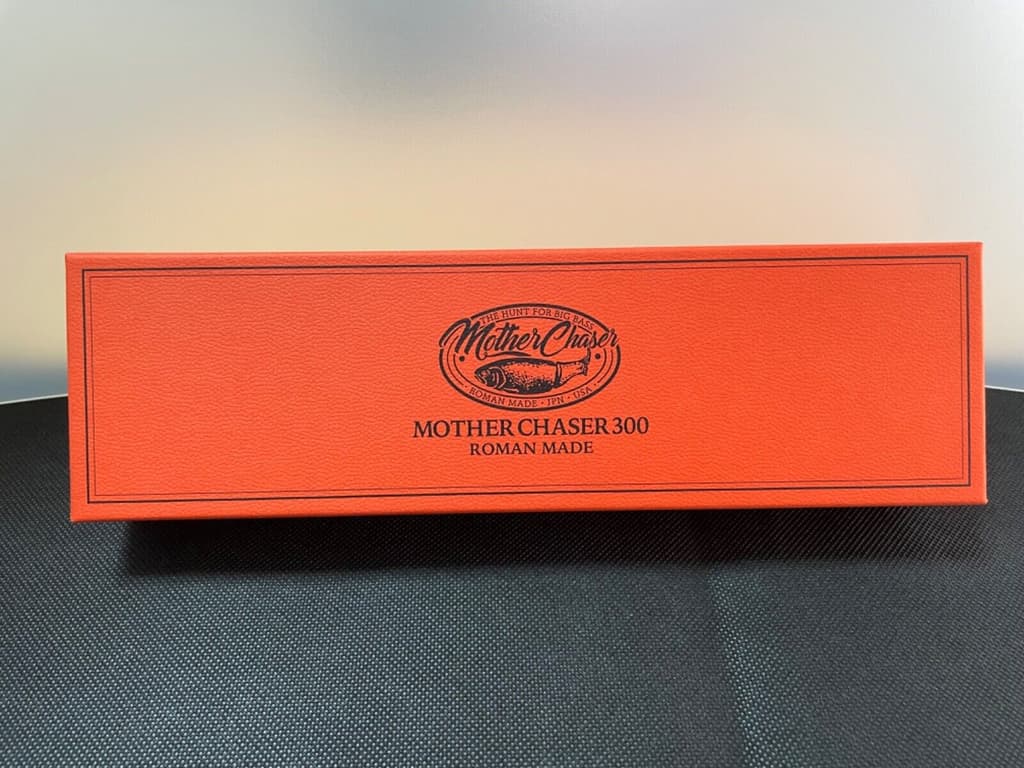 THE HUNT FOR BIG BASS
Mother Chaser
· ROMAN MADE · JPN · USA ·
MOTHER CHASER 300
ROMAN MADE